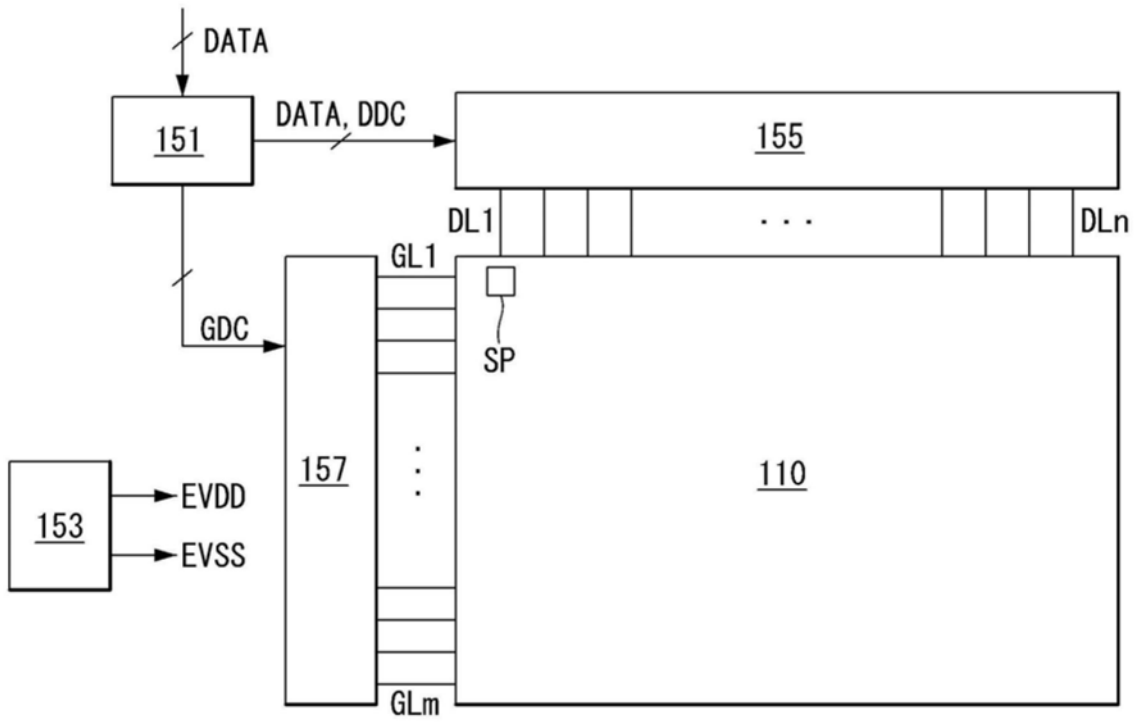 DATA
151
DATA, DDC
155
DL1
...
DLn
GL1
SP
GDC
157
110
153
EVDD
EVSS
GLm